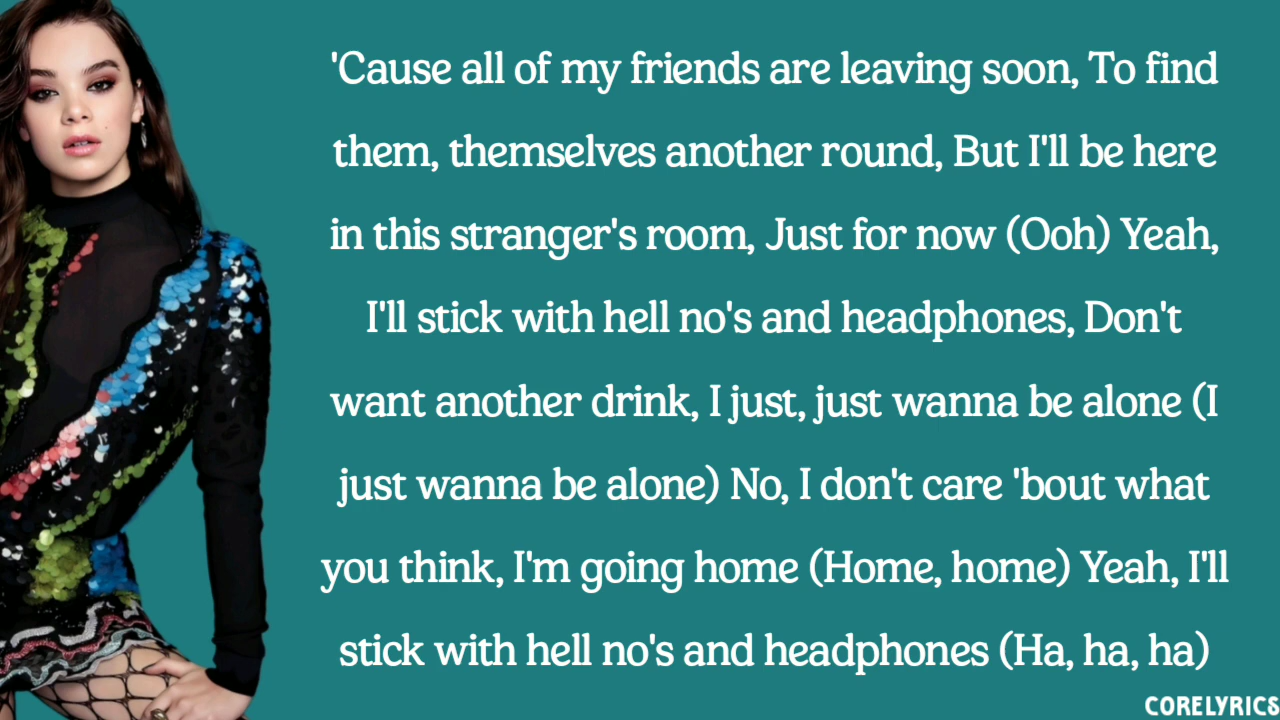 'Cause all of my friends are leaving soon, To find
them, themselves another round, But I'll be here
in this stranger's room, Just for now (Ooh) Yeah,
I'll stick with hell no's and headphones, Don't
want another drink, I just, just wanna be alone (I
just wanna be alone) No, I don't care 'bout what
you think, I'm going home (Home, home) Yeah, I'll
stick with hell no's and headphones (Ha, ha, ha)
CORELYRICS